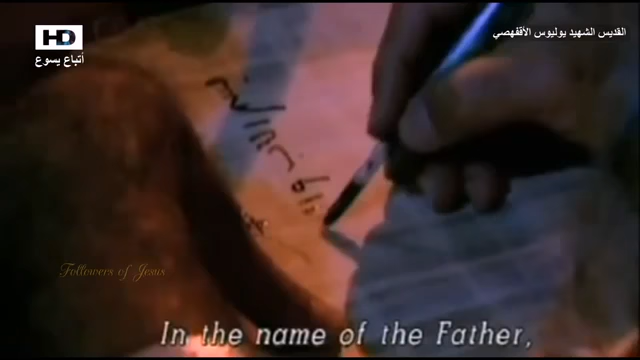 HD
أتباع يسوع
القديس الشهيد يوليوس الأقفهصي
Followers of Jesus
In the name of the Father,